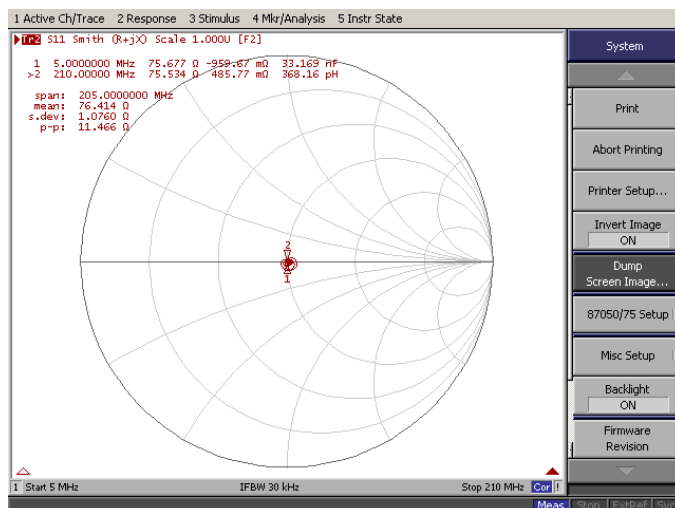 1 Active Ch/Trace 2 Response 3 Stimulus 4 Mkr/Analysis 5 Instr State
Tr2 S11 Smith (R+jX) Scale 1.000U [F2]
1 5.0000000 MHz 75.677 Ω -959.67 mΩ 33.169 nF
>2 210.00000 MHz 75.534 Ω 485.77 mΩ 368.16 pH
span: 205.0000000 MHz
mean: 76.414 Ω
s.dev: 1.0760 Ω
p-p: 11.466 Ω
2
1
1 Start 5 MHz IFBW 30 kHz Stop 210 MHz Cor !
System
Print
Abort Printing
Printer Setup...
Invert Image
ON
Dump
Screen Image...
87050/75 Setup
Misc Setup
Backlight
ON
Firmware
Revision
Meas Stop ExtRef Svc